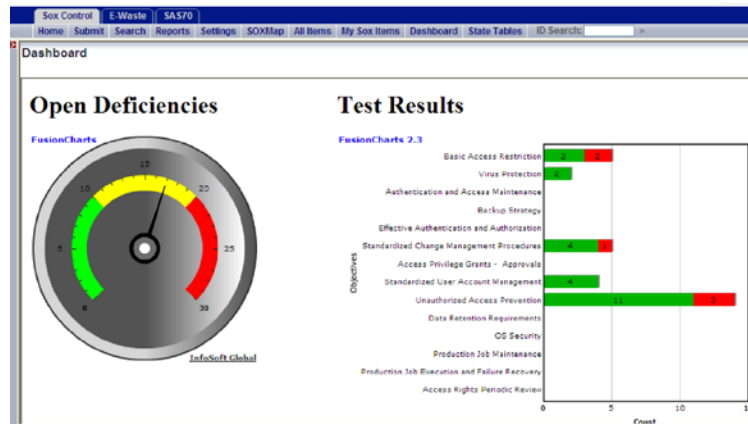 Sox Control E-Waste SAS70
Home Submit Search Reports Settings SOXMap All Items My Sox Items Dashboard State Tables ID Search: »
Dashboard
Open Deficiencies
Test Results
FusionCharts
FusionCharts 2.3
0
5
10
15
20
25
30
InfoSoft Global
Objectives
Basic Access Restriction 3 2
Virus Protection 2
Authentication and Access Maintenance
Backup Strategy
Effective Authentication and Authorization
Standardized Change Management Procedures 4 1
Access Privilege Grants - Approvals
Standardized User Account Management 4
Unauthorized Access Prevention 11 3
Data Retention Requirements
OS Security
Production Job Maintenance
Production Job Execution and Failure Recovery
Access Rights Periodic Review
0 5 10
Count